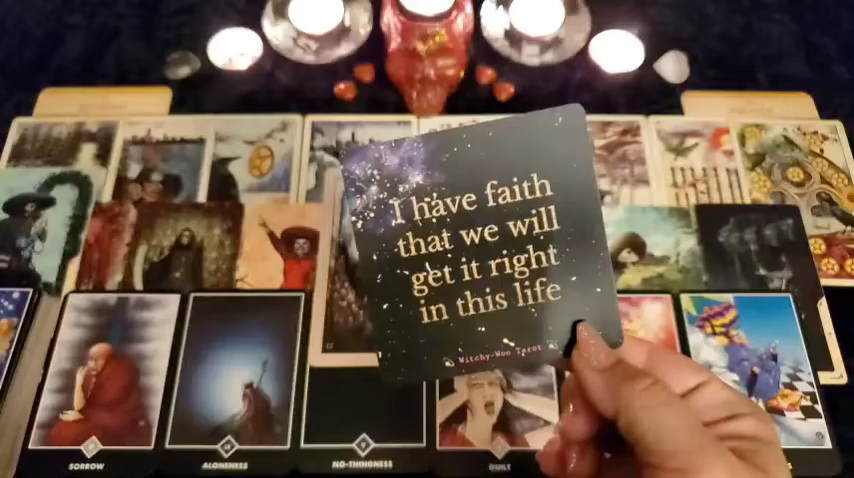 I have faith
that we will
get it right
in this life
Witchy-Woo Tarot
SORROW
ALONENESS
NO-THINGNESS
GUILT